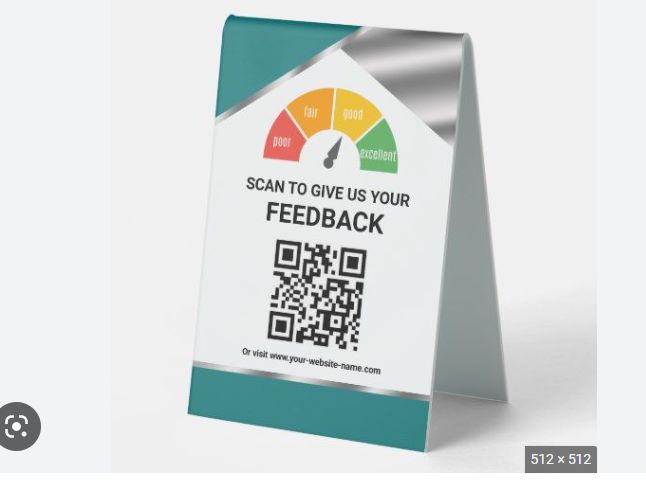 poor
fair
good
excellent
SCAN TO GIVE US YOUR
FEEDBACK
Or visit www.your-website-name.com
512 × 512